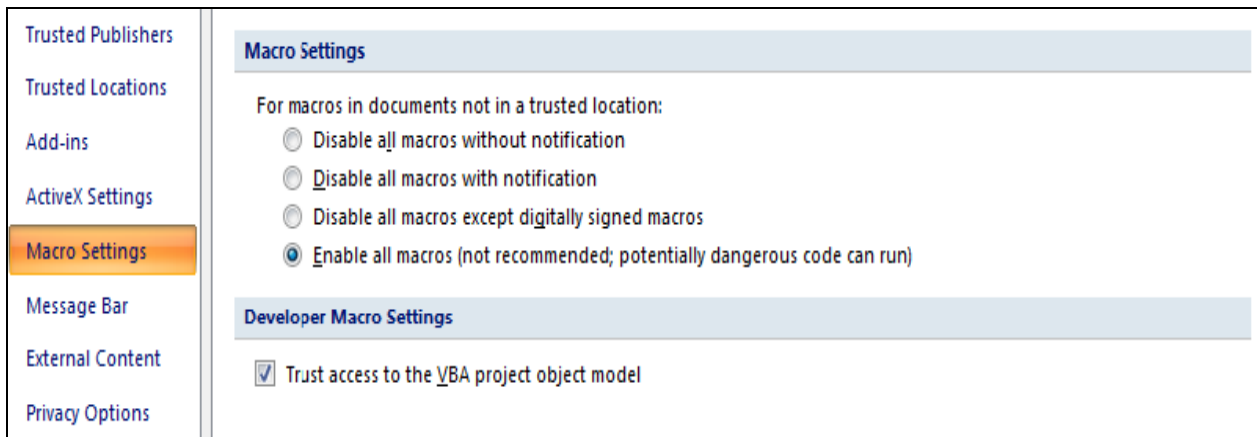 Trusted Publishers
Trusted Locations
Add-ins
ActiveX Settings
Macro Settings
Message Bar
External Content
Privacy Options
Macro Settings
For macros in documents not in a trusted location:
Disable all macros without notification
Disable all macros with notification
Disable all macros except digitally signed macros
Enable all macros (not recommended; potentially dangerous code can run)
Developer Macro Settings
Trust access to the VBA project object model